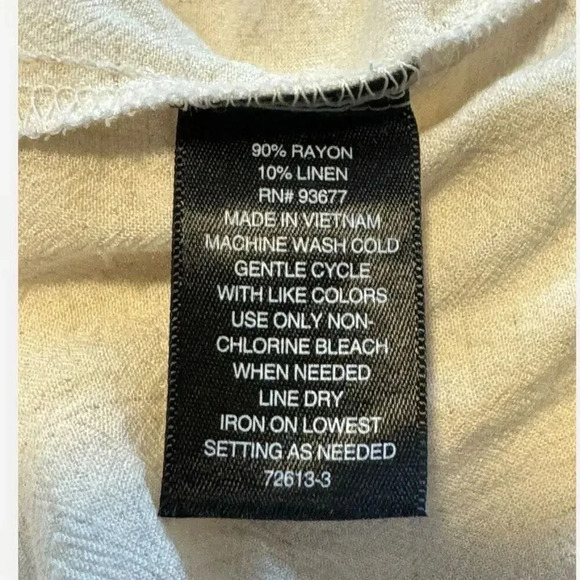 90% RAYON
10% LINEN
RN# 93677
MADE IN VIETNAM
MACHINE WASH COLD
GENTLE CYCLE
WITH LIKE COLORS
USE ONLY NON-
CHLORINE BLEACH
WHEN NEEDED
LINE DRY
IRON ON LOWEST
SETTING AS NEEDED
72613-3